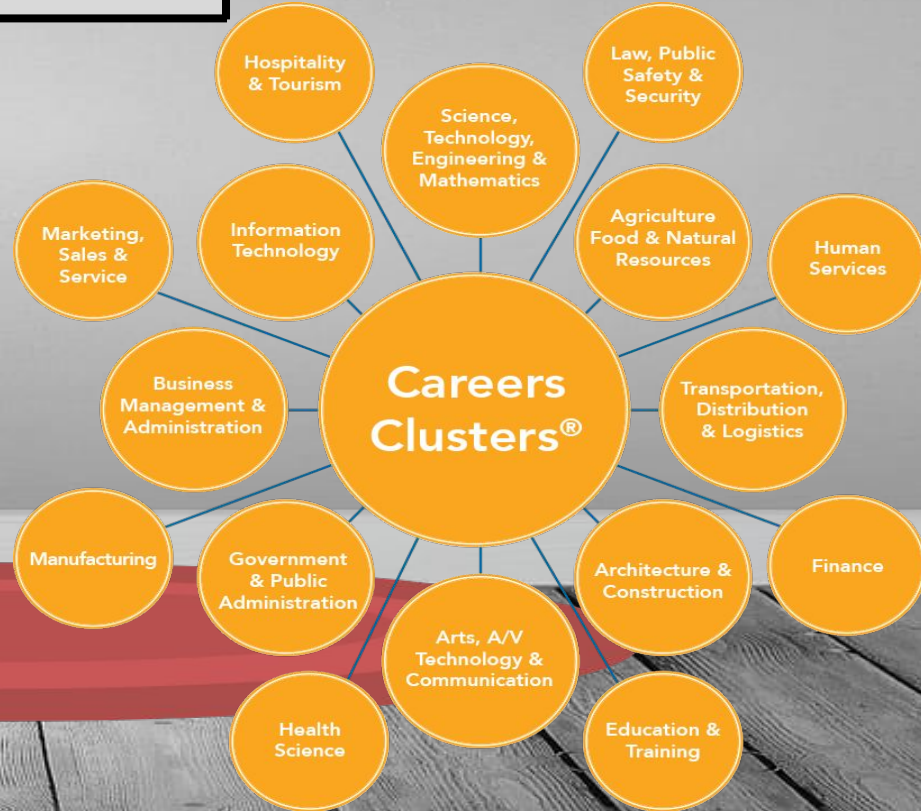 Hospitality
& Tourism
Law, Public
Safety &
Security
Science,
Technology,
Engineering &
Mathematics
Marketing,
Sales &
Service
Information
Technology
Agriculture
Food & Natural
Resources
Human
Services
Careers
Clusters®
Business
Management &
Administration
Transportation,
Distribution
& Logistics
Manufacturing
Government
& Public
Administration
Architecture &
Construction
Finance
Arts, A/V
Technology &
Communication
Health
Science
Education &
Training